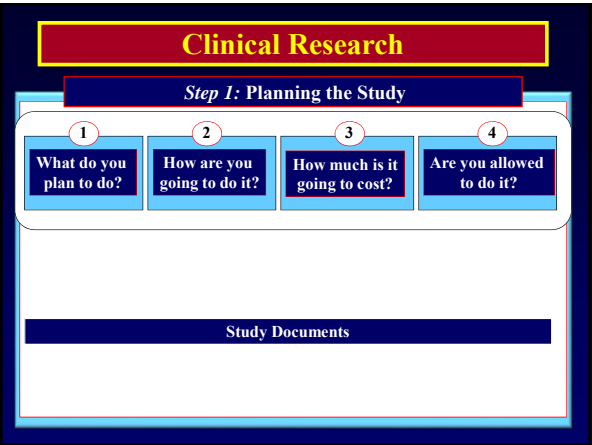 Clinical Research
Step 1: Planning the Study
1
What do you
plan to do?
2
How are you
going to do it?
3
How much is it
going to cost?
4
Are you allowed
to do it?
Study Documents